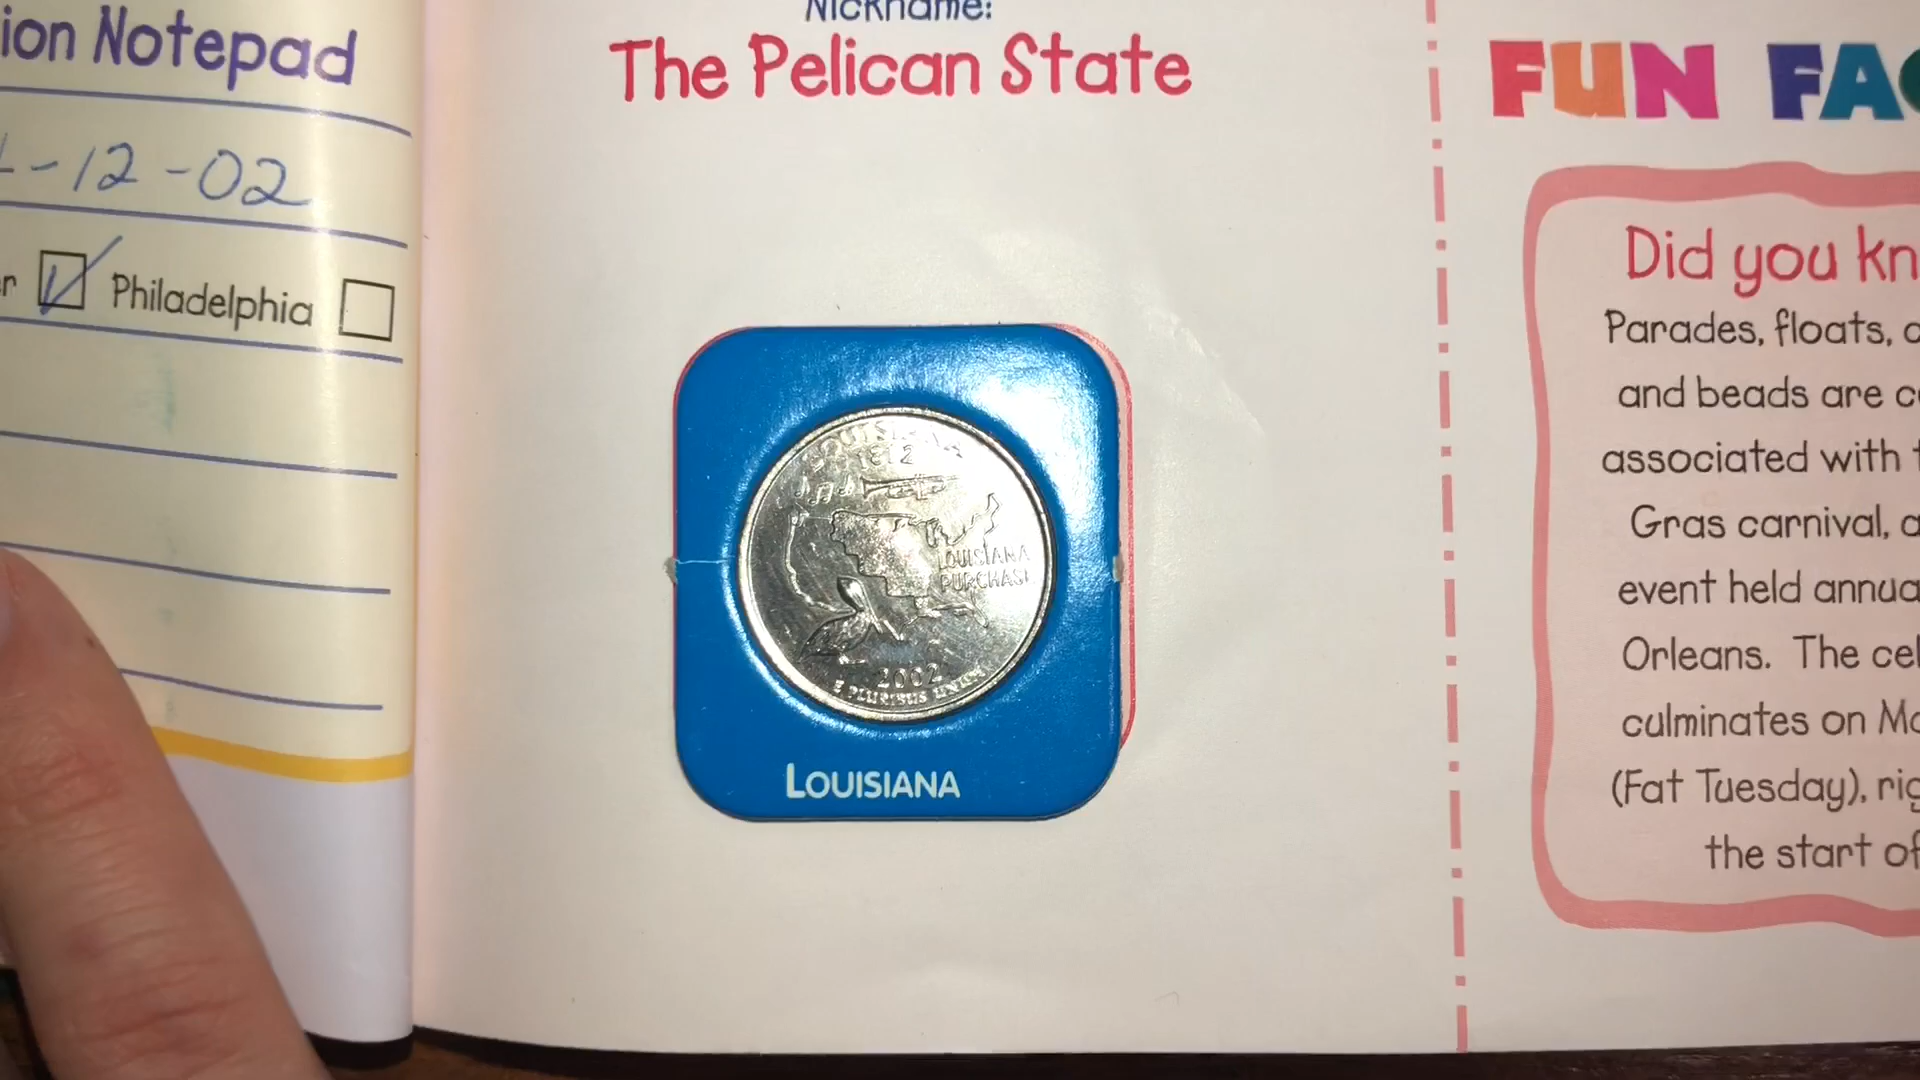 ion Notepad
-12-02
r Philadelphia
Nickname:
The Pelican State
LOUISIANA
1812
LOUISIANA
PURCHASE
2002
E PLURIBUS UNUM
LOUISIANA
FUN FAC
Did you kn
Parades, floats,
and beads are
associated with
Gras carnival,
event held annua
Orleans. The cel
culminates on
(Fat Tuesday), rig
the start of